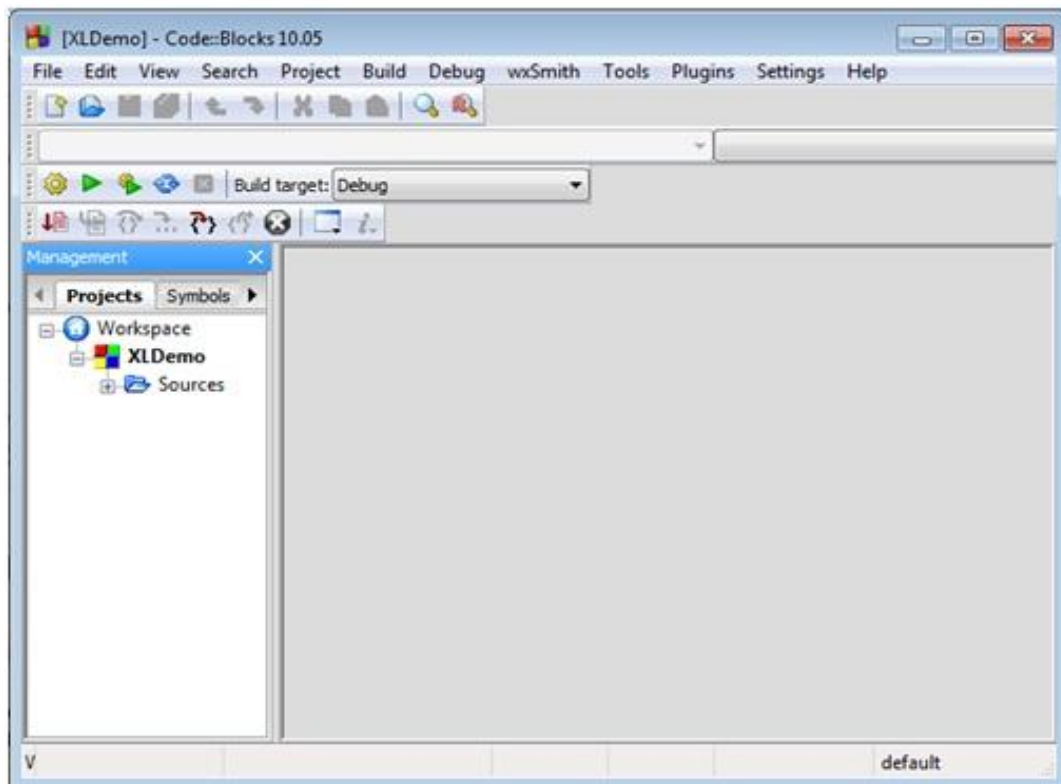 [XLDemo] - Code::Blocks 10.05
File Edit View Search Project Build Debug wxSmith Tools Plugins Settings Help
Build target: Debug
Management
Projects Symbols
Workspace
XLDemo
Sources
V default